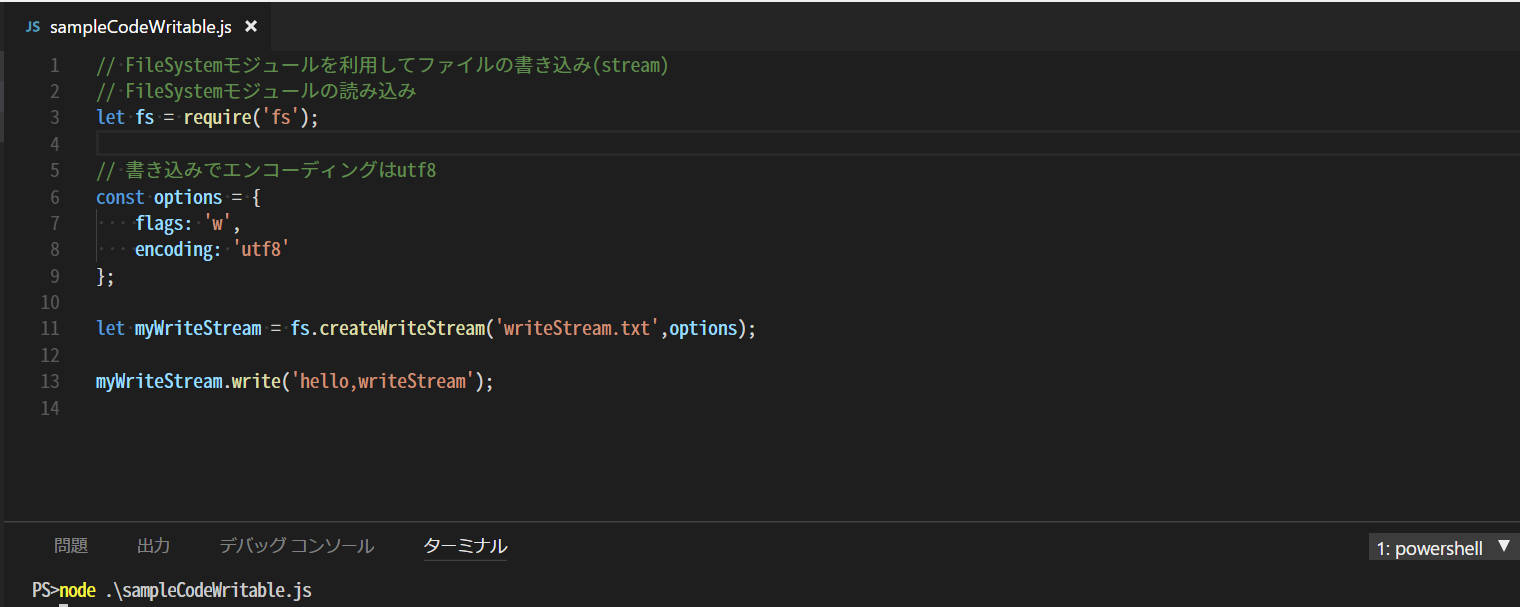 JS sampleCodeWritable.js ×
1 // FileSystemモジュールを利用してファイルの書き込み(stream)
2 // FileSystemモジュールの読み込み
3 let fs = require('fs');
4
5 // 書き込みでエンコーディングはutf8
6 const options = {
7     flags: 'w',
8     encoding: 'utf8'
9 };
10
11 let myWriteStream = fs.createWriteStream('writeStream.txt',options);
12
13 myWriteStream.write('hello,writeStream');
14
問題 出力 デバッグ コンソール ターミナル 1: powershell ▼
PS>node .\sampleCodeWritable.js